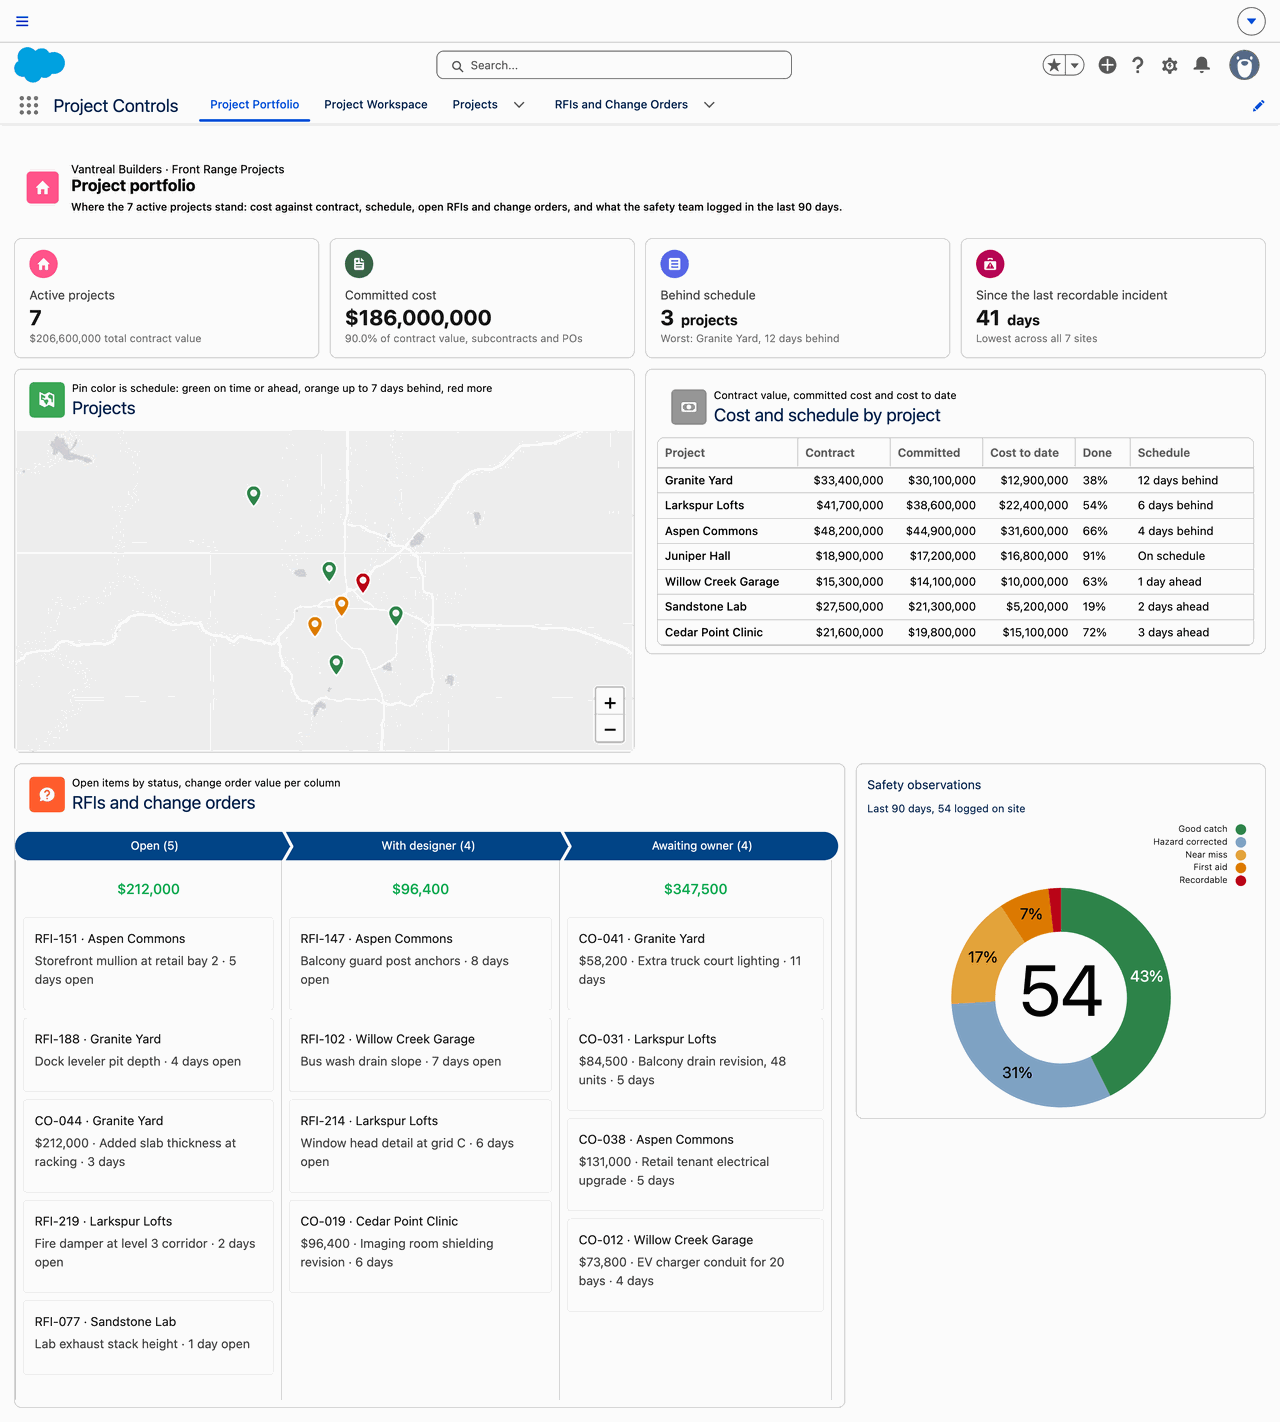 Search...
Project Controls
Project Portfolio
Project Workspace
Projects
RFIs and Change Orders
Vantreal Builders · Front Range Projects
Project portfolio
Where the 7 active projects stand: cost against contract, schedule, open RFIs and change orders, and what the safety team logged in the last 90 days.
Active projects
7
$206,600,000 total contract value
Committed cost
$186,000,000
90.0% of contract value, subcontracts and POs
Behind schedule
3 projects
Worst: Granite Yard, 12 days behind
Since the last recordable incident
41 days
Lowest across all 7 sites
Pin color is schedule: green on time or ahead, orange up to 7 days behind, red more
Projects
+
−
Contract value, committed cost and cost to date
Cost and schedule by project
Project Contract Committed Cost to date Done Schedule
Granite Yard $33,400,000 $30,100,000 $12,900,000 38% 12 days behind
Larkspur Lofts $41,700,000 $38,600,000 $22,400,000 54% 6 days behind
Aspen Commons $48,200,000 $44,900,000 $31,600,000 66% 4 days behind
Juniper Hall $18,900,000 $17,200,000 $16,800,000 91% On schedule
Willow Creek Garage $15,300,000 $14,100,000 $10,000,000 63% 1 day ahead
Sandstone Lab $27,500,000 $21,300,000 $5,200,000 19% 2 days ahead
Cedar Point Clinic $21,600,000 $19,800,000 $15,100,000 72% 3 days ahead
Open items by status, change order value per column
RFIs and change orders
Open (5)
$212,000
RFI-151 · Aspen Commons
Storefront mullion at retail bay 2 · 5
days open
RFI-188 · Granite Yard
Dock leveler pit depth · 4 days open
CO-044 · Granite Yard
$212,000 · Added slab thickness at
racking · 3 days
RFI-219 · Larkspur Lofts
Fire damper at level 3 corridor · 2 days
open
RFI-077 · Sandstone Lab
Lab exhaust stack height · 1 day open
With designer (4)
$96,400
RFI-147 · Aspen Commons
Balcony guard post anchors · 8 days
open
RFI-102 · Willow Creek Garage
Bus wash drain slope · 7 days open
RFI-214 · Larkspur Lofts
Window head detail at grid C · 6 days
open
CO-019 · Cedar Point Clinic
$96,400 · Imaging room shielding
revision · 6 days
Awaiting owner (4)
$347,500
CO-041 · Granite Yard
$58,200 · Extra truck court lighting · 11
days
CO-031 · Larkspur Lofts
$84,500 · Balcony drain revision, 48
units · 5 days
CO-038 · Aspen Commons
$131,000 · Retail tenant electrical
upgrade · 5 days
CO-012 · Willow Creek Garage
$73,800 · EV charger conduit for 20
bays · 4 days
Safety observations
Last 90 days, 54 logged on site
Good catch
Hazard corrected
Near miss
First aid
Recordable
7%
17%
43%
31%
54